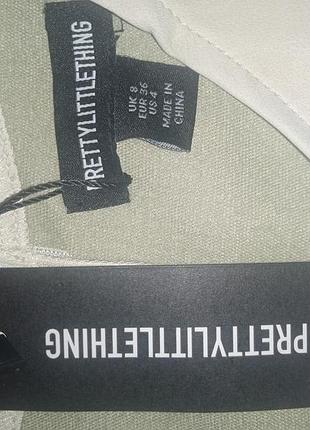 PRETTYLITTLETHING
UK 8
EUR 36
US 4
MADE IN
CHINA
PRETTYLITTLETHING